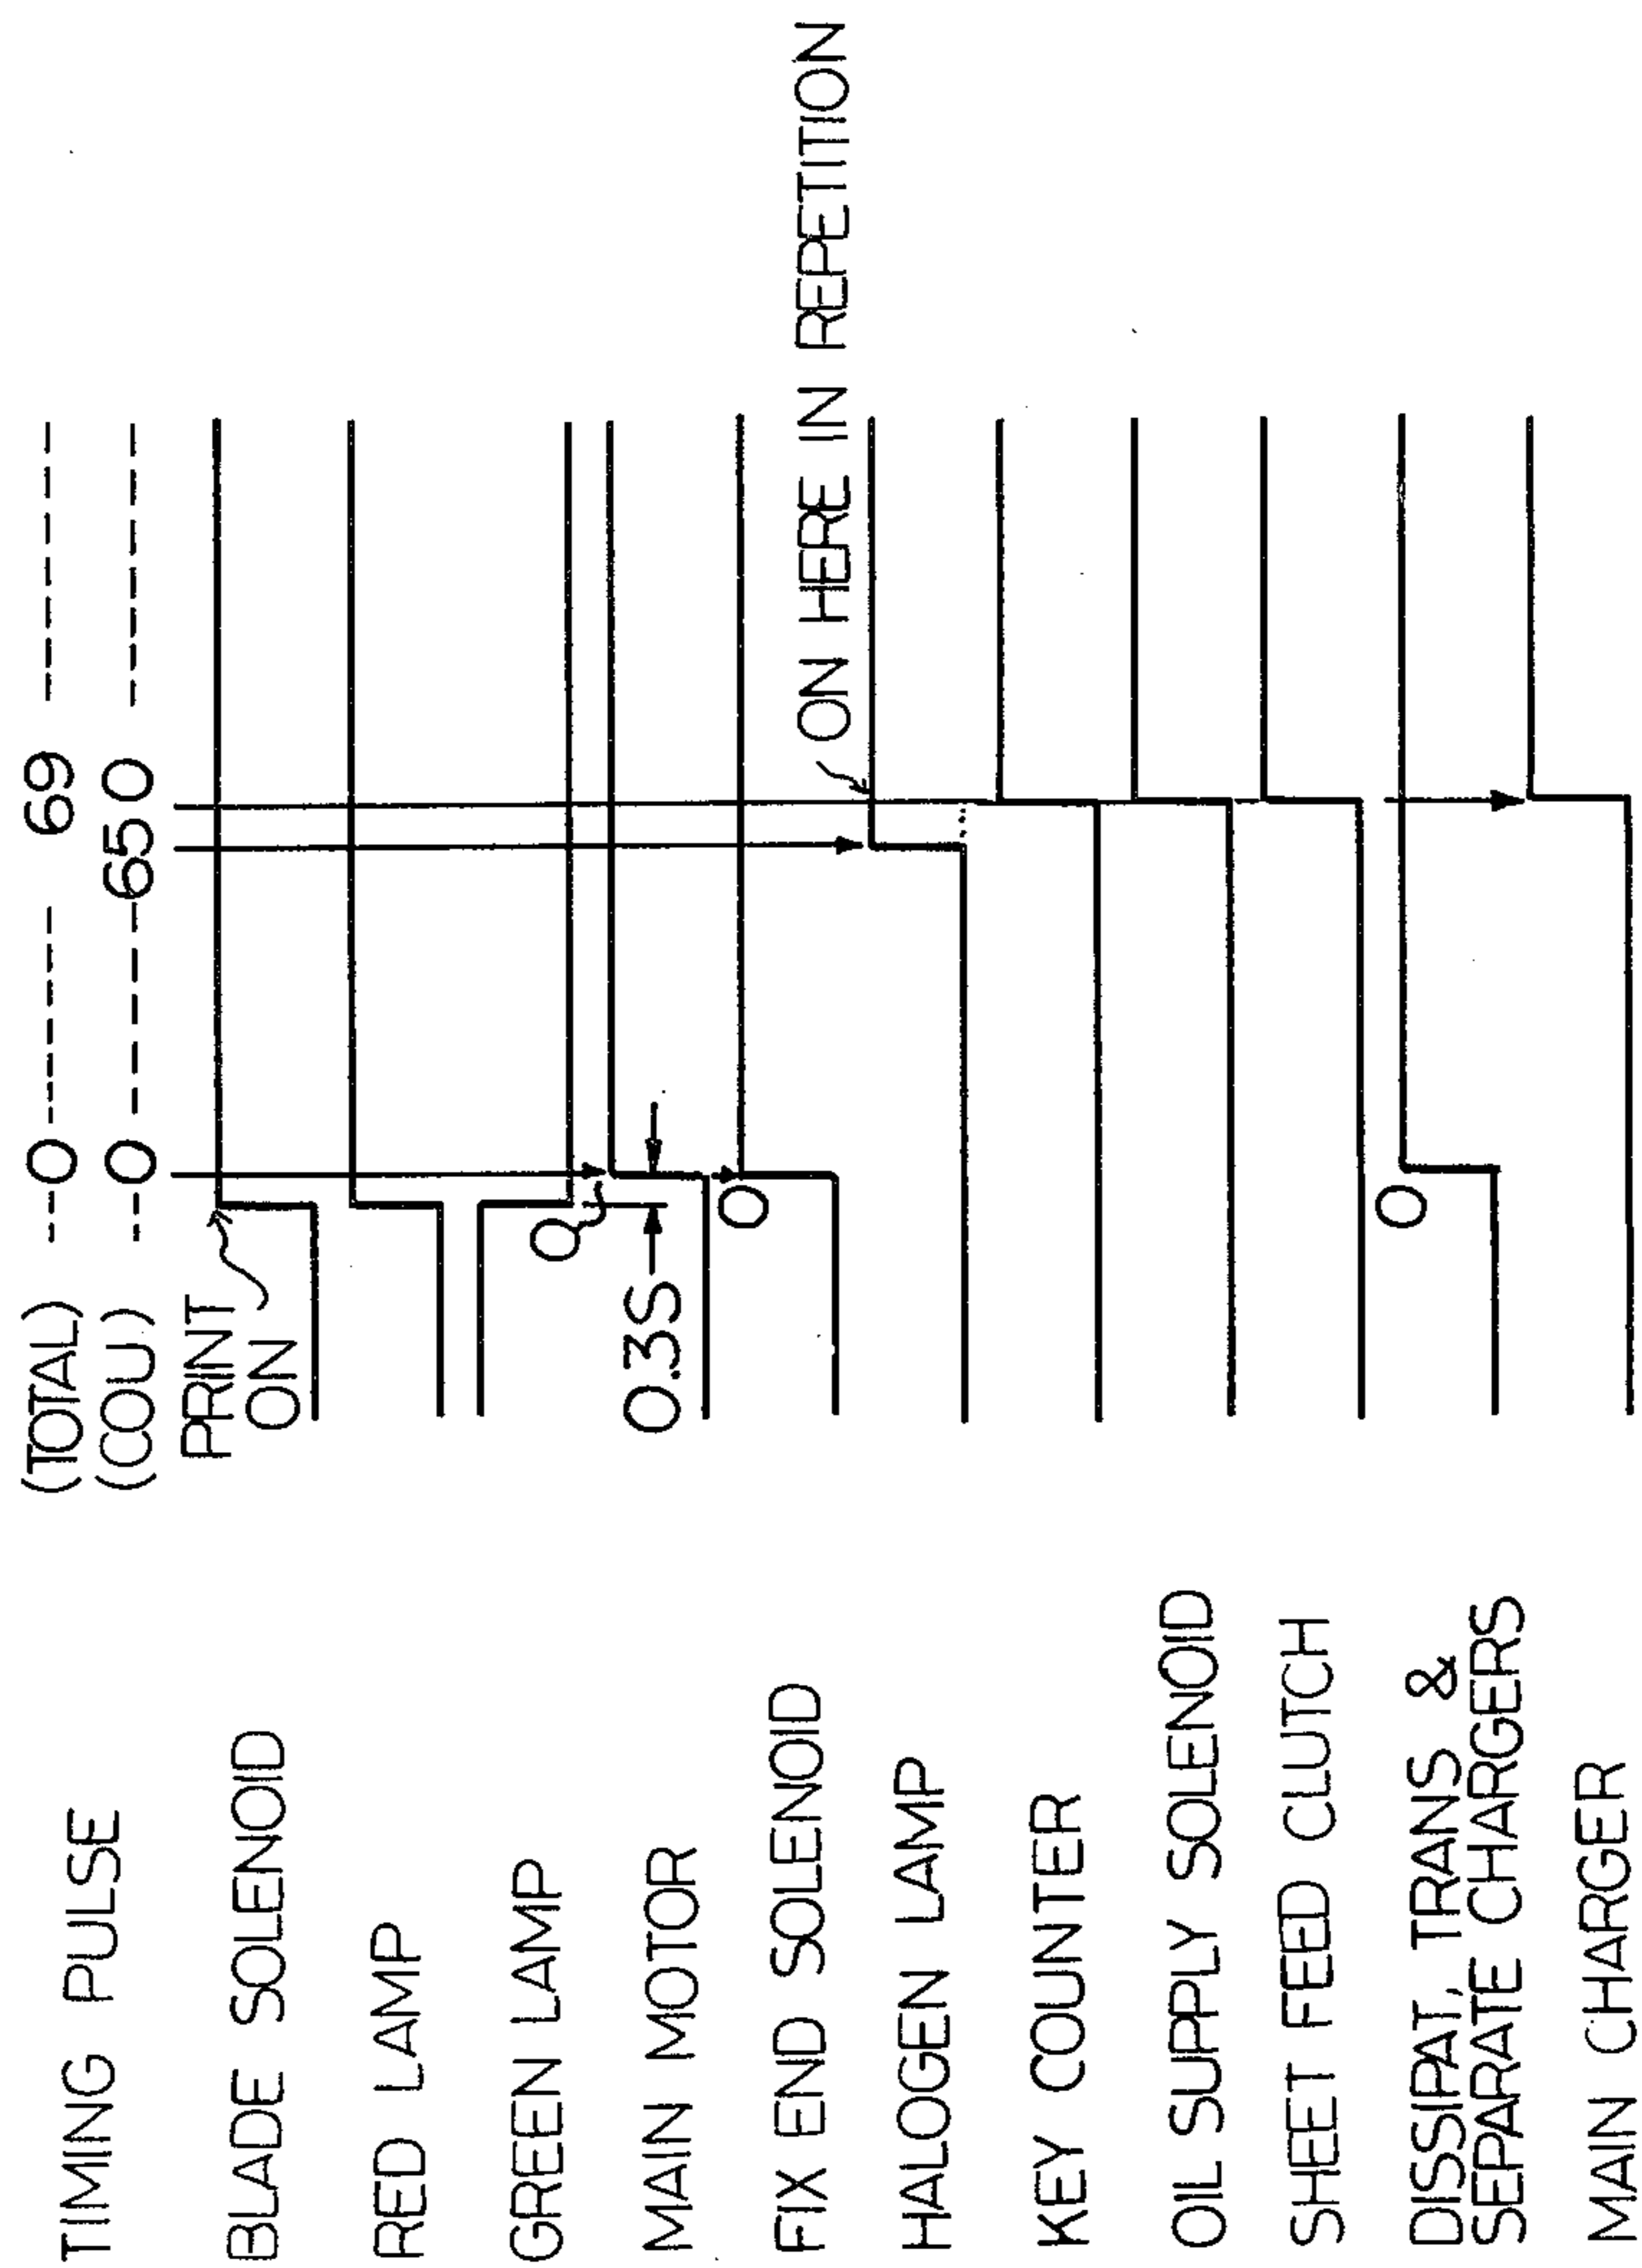 TIMING PULSE (TOTAL) --0------ 69 ------
(COU) --0------650 ------
BLADE SOLENOID PRINT
ON
RED LAMP
GREEN LAMP 0
MAIN MOTOR 0.3S
FIX END SOLENOID 0
ON HERE IN REPETITION
HALOGEN LAMP
KEY COUNTER
OIL SUPPLY SOLENOID
SHEET FEED CLUTCH
DISSIPAT, TRANS & 0
SEPARATE CHARGERS
MAIN CHARGER